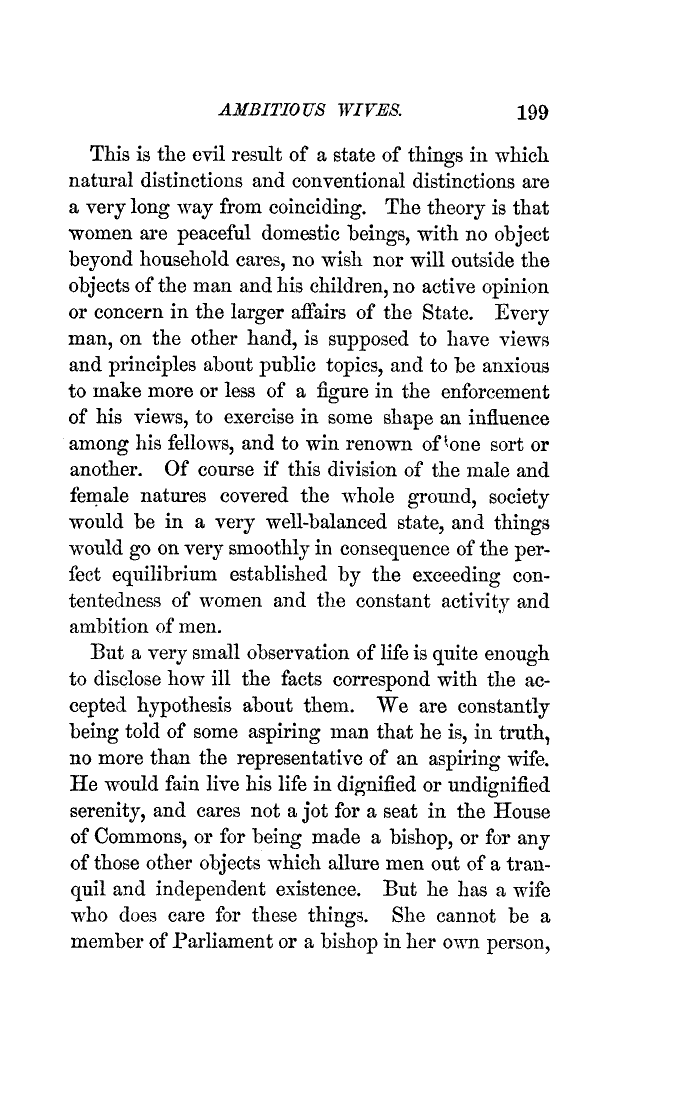 AMBITIOUS WIVES. 199
This is the evil result of a state of things in which
natural distinctions and conventional distinctions are
a very long way from coinciding. The theory is that
women are peaceful domestic beings, with no object
beyond household cares, no wish nor will outside the
objects of the man and his children, no active opinion
or concern in the larger affairs of the State. Every
man, on the other hand, is supposed to have views
and principles about public topics, and to be anxious
to make more or less of a figure in the enforcement
of his views, to exercise in some shape an influence
among his fellows, and to win renown of one sort or
another. Of course if this division of the male and
female natures covered the whole ground, society
would be in a very well-balanced state, and things
would go on very smoothly in consequence of the per-
fect equilibrium established by the exceeding con-
tentedness of women and the constant activity and
ambition of men.
But a very small observation of life is quite enough
to disclose how ill the facts correspond with the ac-
cepted hypothesis about them. We are constantly
being told of some aspiring man that he is, in truth,
no more than the representative of an aspiring wife.
He would fain live his life in dignified or undignified
serenity, and cares not a jot for a seat in the House
of Commons, or for being made a bishop, or for any
of those other objects which allure men out of a tran-
quil and independent existence. But he has a wife
who does care for these things. She cannot be a
member of Parliament or a bishop in her own person,